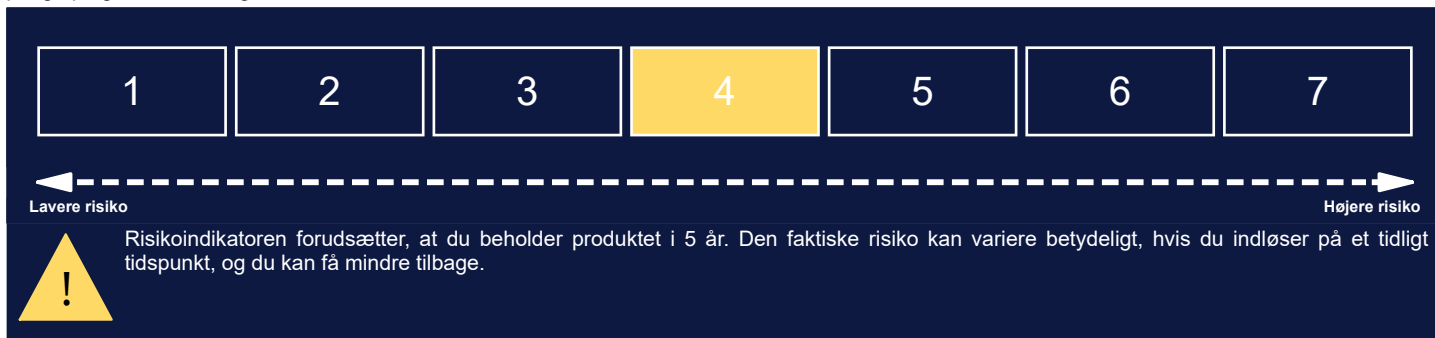 1 2 3 4 5 6 7
Lavere risiko Højere risiko
Risikoindikatoren forudsætter, at du beholder produktet i 5 år. Den faktiske risiko kan variere betydeligt, hvis du indløser på et tidligt
tidspunkt, og du kan få mindre tilbage.
!